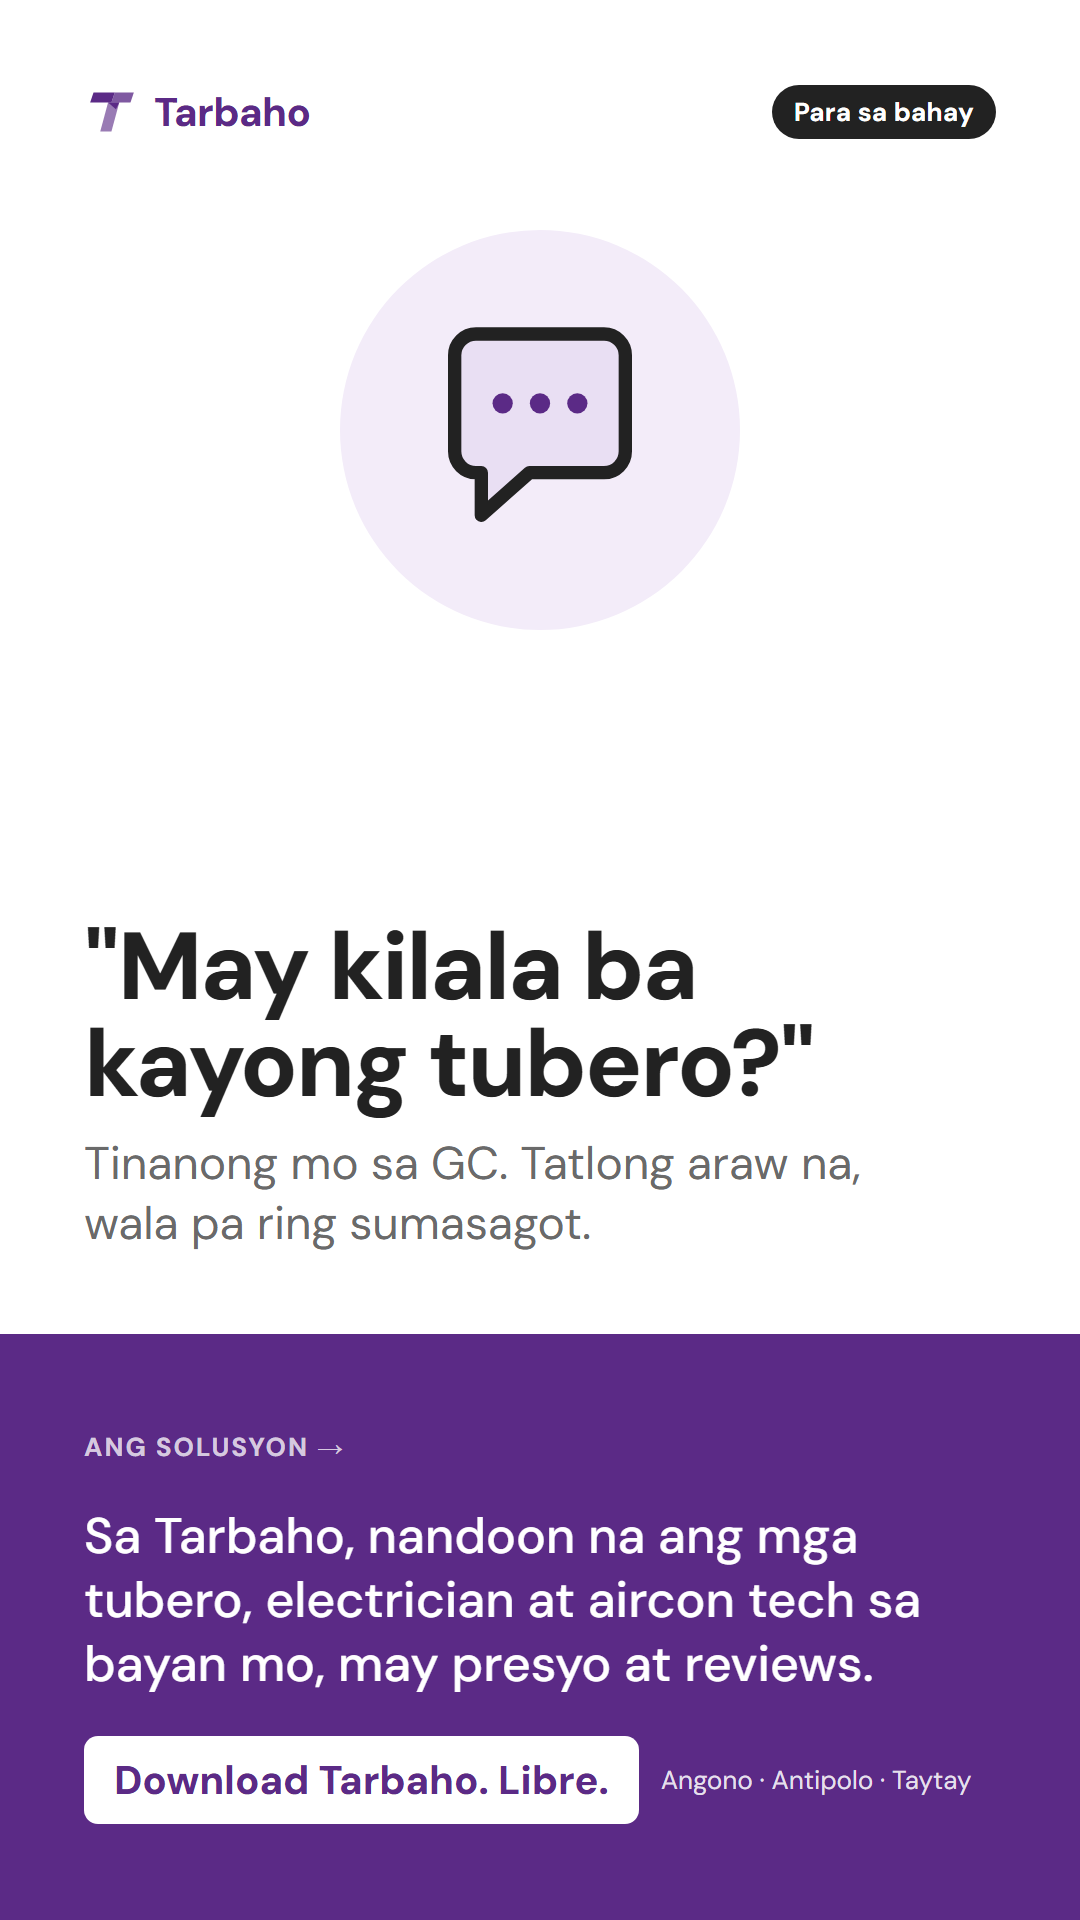 Tarbaho
Para sa bahay
"May kilala ba
kayong tubero?"
Tinanong mo sa GC. Tatlong araw na,
wala pa ring sumasagot.
ANG SOLUSYON →
Sa Tarbaho, nandoon na ang mga
tubero, electrician at aircon tech sa
bayan mo, may presyo at reviews.
Download Tarbaho. Libre.
Angono · Antipolo · Taytay